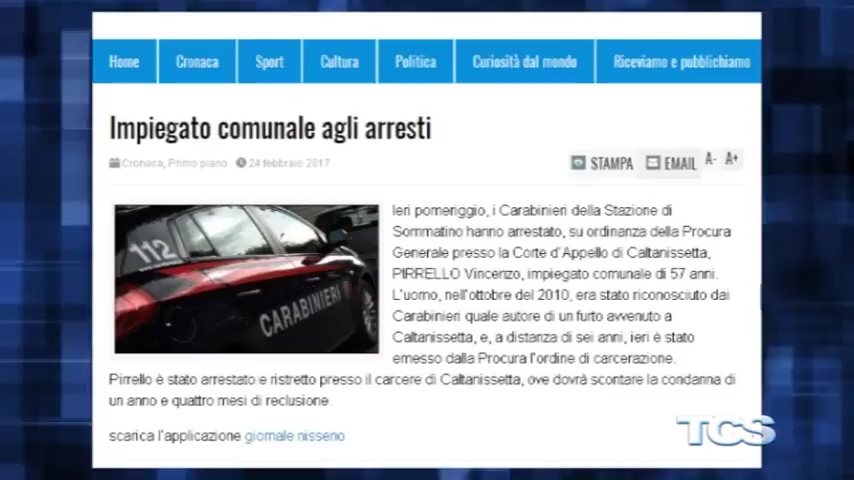 Home Cronaca Sport Cultura Politica Curiosità dal mondo Riceviamo e pubblichiamo
Impiegato comunale agli arresti
Cronaca, Primo piano 24 febbraio 2017
STAMPA EMAIL A- A+
Ieri pomeriggio, i Carabinieri della Stazione di
Sommatino hanno arrestato, su ordinanza della Procura
Generale presso la Corte d'Appello di Caltanissetta,
PIRRELLO Vincenzo, impiegato comunale di 57 anni.
L'uomo, nell'ottobre del 2010, era stato riconosciuto dai
Carabinieri quale autore di un furto avvenuto a
Caltanissetta, e, a distanza di sei anni, ieri è stato
emesso dalla Procura l'ordine di carcerazione.
112
CARABINIERI
Pirrello è stato arrestato e ristretto presso il carcere di Caltanissetta, ove dovrà scontare la condanna di
un anno e quattro mesi di reclusione.
scarica l'applicazione giornale nisseno
TCS